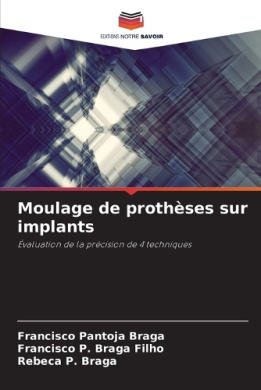 EDITIONS NOTRE SAVOIR
Moulage de prothèses sur
implants
Évaluation de la précision de 4 techniques
Francisco Pantoja Braga
Francisco P. Braga Filho
Rebeca P. Braga